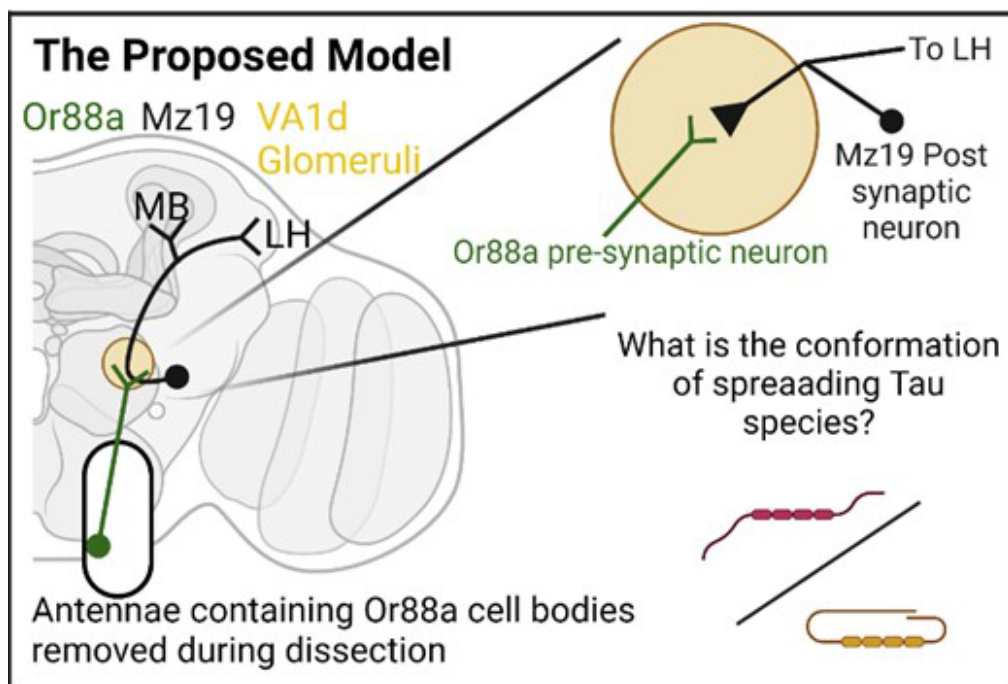 The Proposed Model
Or88a Mz19 VA1d
Glomeruli
MB
LH
To LH
Mz19 Post
synaptic
neuron
Or88a pre-synaptic neuron
What is the conformation
of spreaading Tau
species?
Antennae containing Or88a cell bodies
removed during dissection